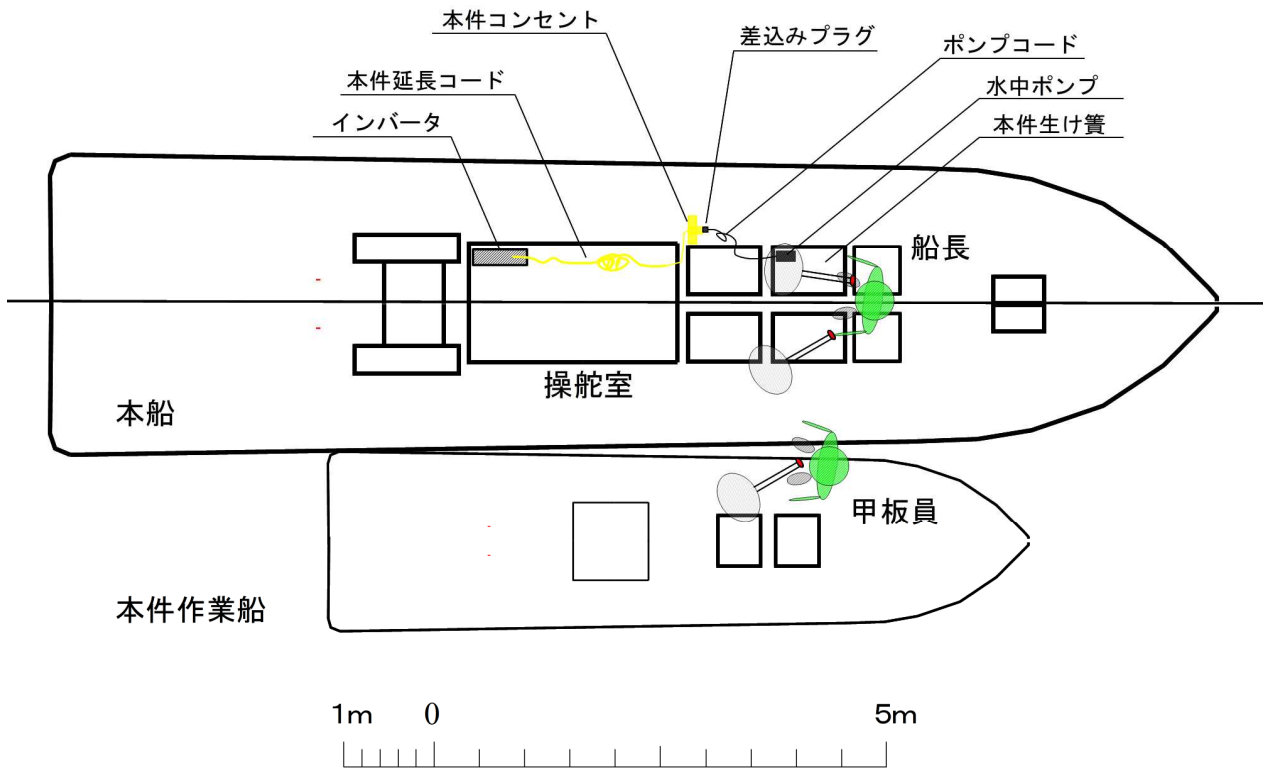 本件コンセント
差込みプラグ
ポンプコード
本件延長コード
水中ポンプ
インバータ
本件生け簀
船長
操舵室
本船
甲板員
本件作業船
1m 0 5m